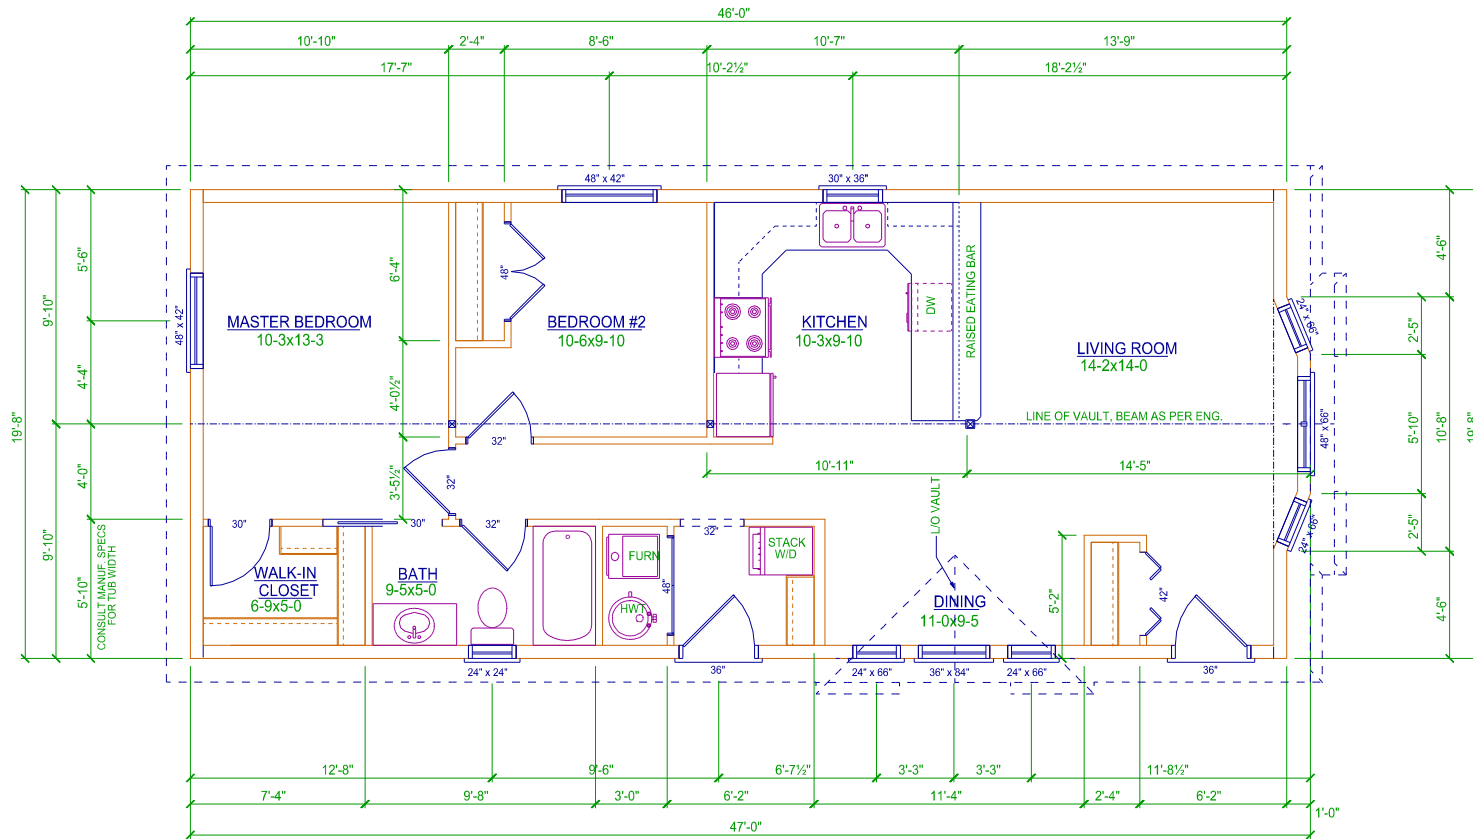 46'-0"
10'-10"
2'-4"
8'-6"
10'-7"
13'-9"
17'-7"
10'-2½"
18'-2½"
48" x 42"
30" x 36"
19'-8"
9'-10"
9'-10"
5'-6"
4'-4"
4'-0"
5'-10"
CONSULT MANUF. SPECS
FOR TUB WIDTH
48" x 42"
MASTER BEDROOM
10-3x13-3
6'-4"
4'-0½"
3'-5½"
48"
BEDROOM #2
10-6x9-10
KITCHEN
10-3x9-10
DW
RAISED EATING BAR
LIVING ROOM
14-2x14-0
LINE OF VAULT, BEAM AS PER ENG.
24" x 66"
48" x 66"
24" x 66"
4'-6"
2'-5"
5'-10"
10'-8"
19'-8"
2'-5"
4'-6"
32"
32"
10'-11"
14'-5"
L/O VAULT
30"
30"
32"
32"
WALK-IN
CLOSET
6-9x5-0
BATH
9-5x5-0
FURN
HWT
48"
STACK
W/D
DINING
11-0x9-5
5'-2"
42"
24" x 24"
36"
24" x 66"
36" x 84"
24" x 66"
36"
12'-8"
9'-6"
6'-7½"
3'-3"
3'-3"
11'-8½"
7'-4"
9'-8"
3'-0"
6'-2"
11'-4"
2'-4"
6'-2"
1'-0"
47'-0"